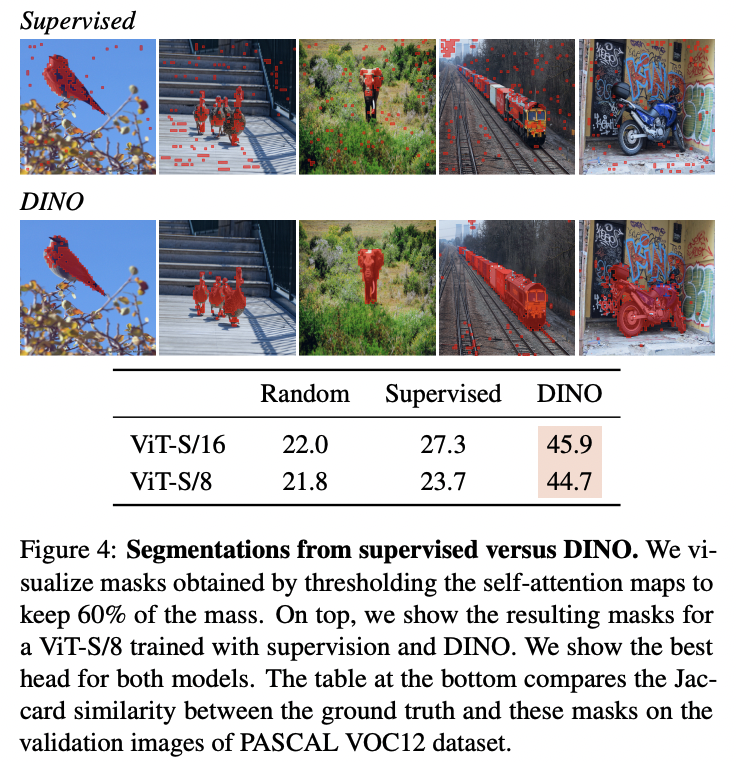 Supervised
DINO
Random Supervised DINO
ViT-S/16 22.0 27.3 45.9
ViT-S/8 21.8 23.7 44.7
Figure 4: Segmentations from supervised versus DINO. We vi-
sualize masks obtained by thresholding the self-attention maps to
keep 60% of the mass. On top, we show the resulting masks for
a ViT-S/8 trained with supervision and DINO. We show the best
head for both models. The table at the bottom compares the Jac-
card similarity between the ground truth and these masks on the
validation images of PASCAL VOC12 dataset.